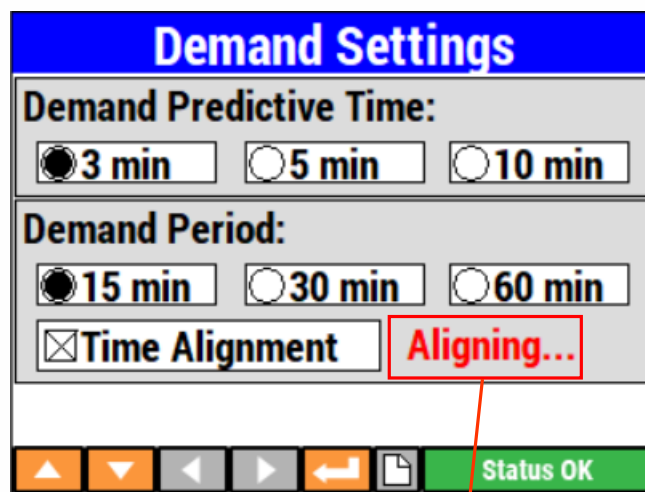 Demand Settings
Demand Predictive Time:
3 min 5 min 10 min
Demand Period:
15 min 30 min 60 min
Time Alignment Aligning...
Status OK